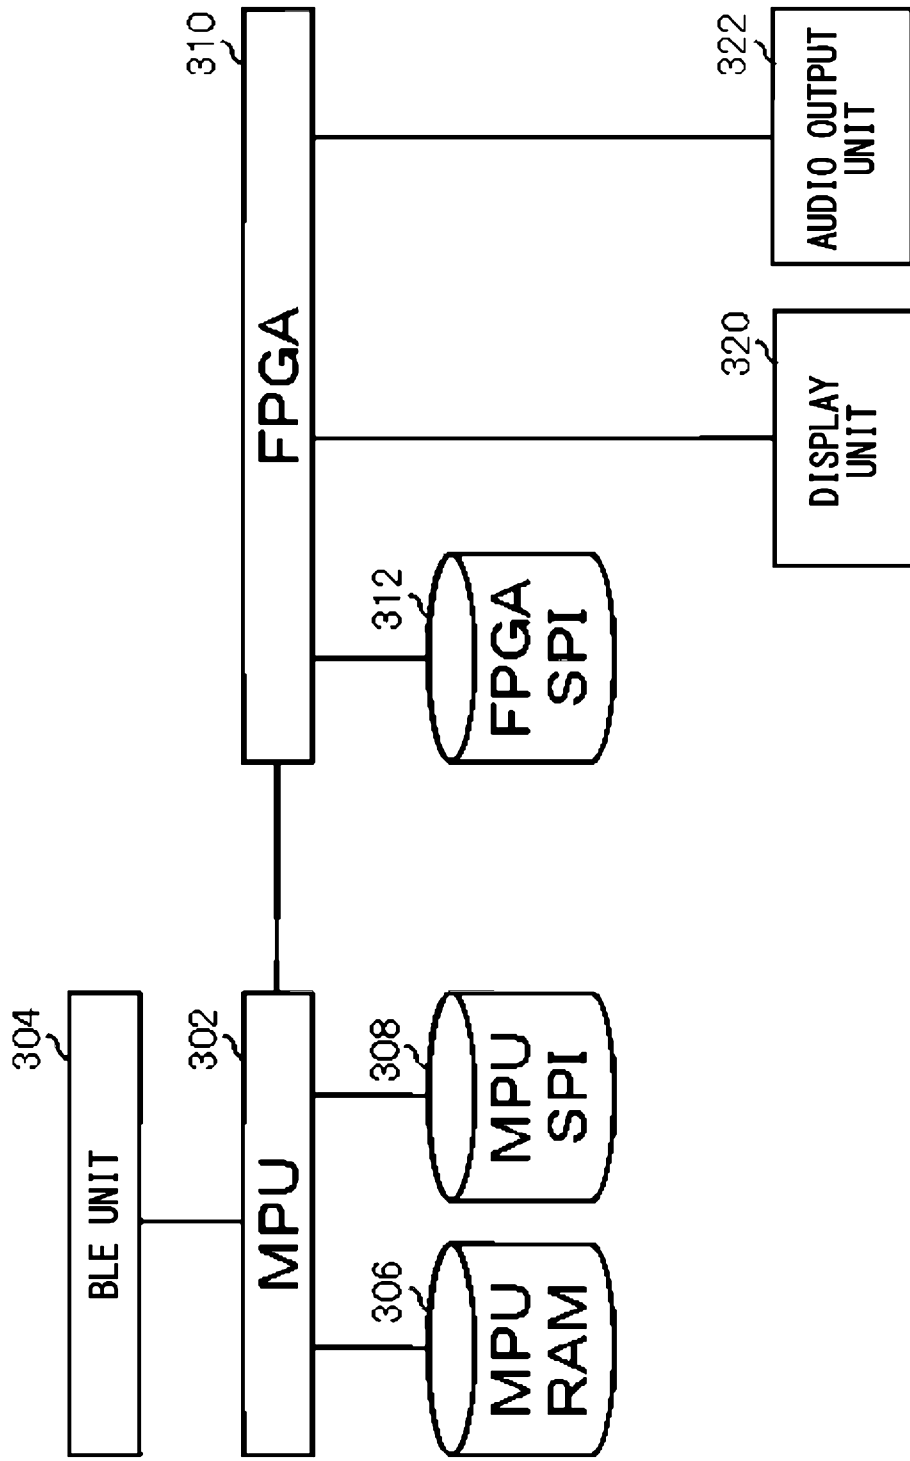 304
BLE UNIT
302
MPU
306
MPU
RAM
308
MPU
SPI
310
FPGA
312
FPGA
SPI
320
DISPLAY
UNIT
322
AUDIO OUTPUT
UNIT